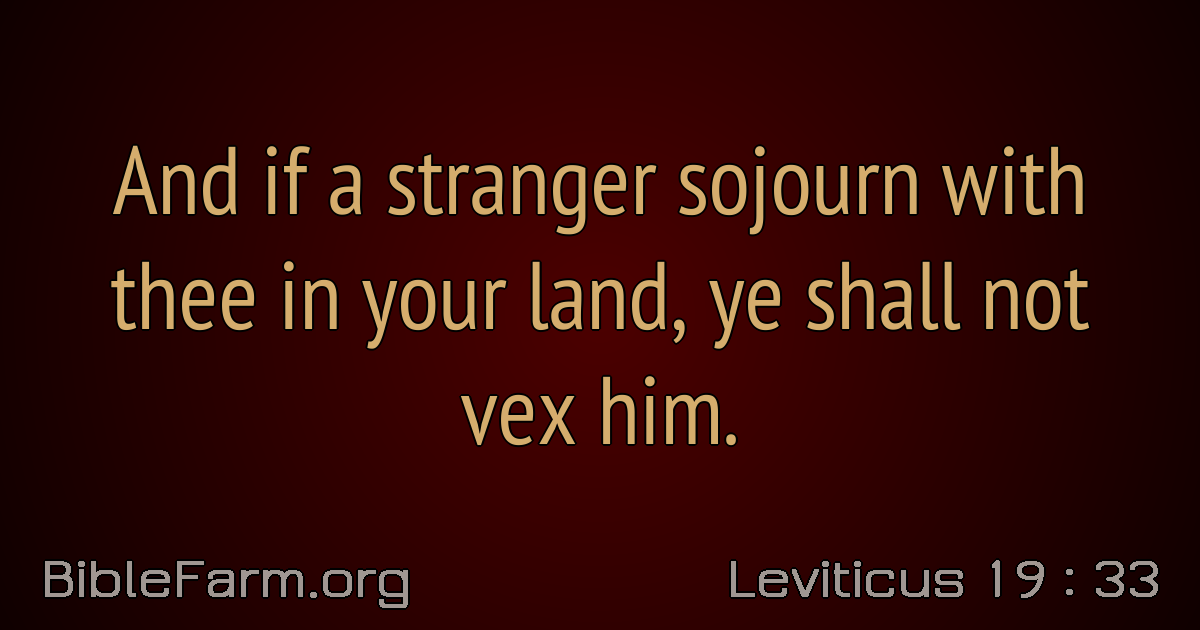 And if a stranger sojourn with
thee in your land, ye shall not
vex him.
BibleFarm.org
Leviticus 19 : 33